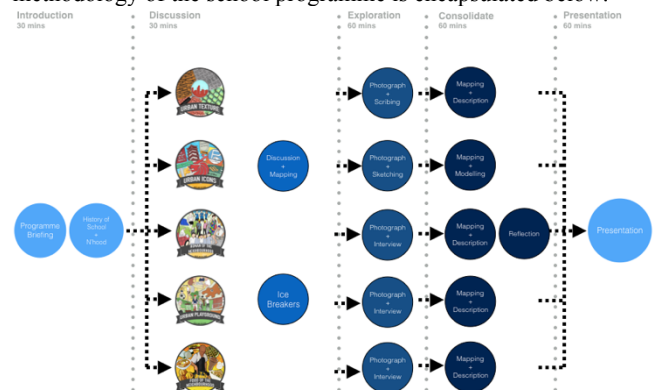 methodology of the school programme is encapsulated below.
Introduction
30 mins
Discussion
30 mins
Exploration
60 mins
Consolidate
60 mins
Presentation
60 mins
Programme
Briefing
History of
School
+
N'hood
URBAN TEXTURE
URBAN ICONS
URBAN PLAYGROUND
Discussion
+
Mapping
Ice
Breakers
Photograph
+
Scribing
Photograph
+
Sketching
Photograph
+
Interview
Photograph
+
Interview
Photograph
+
Interview
Mapping
+
Description
Mapping
+
Modelling
Mapping
+
Description
Reflection
Mapping
+
Description
Mapping
+
Description
Presentation